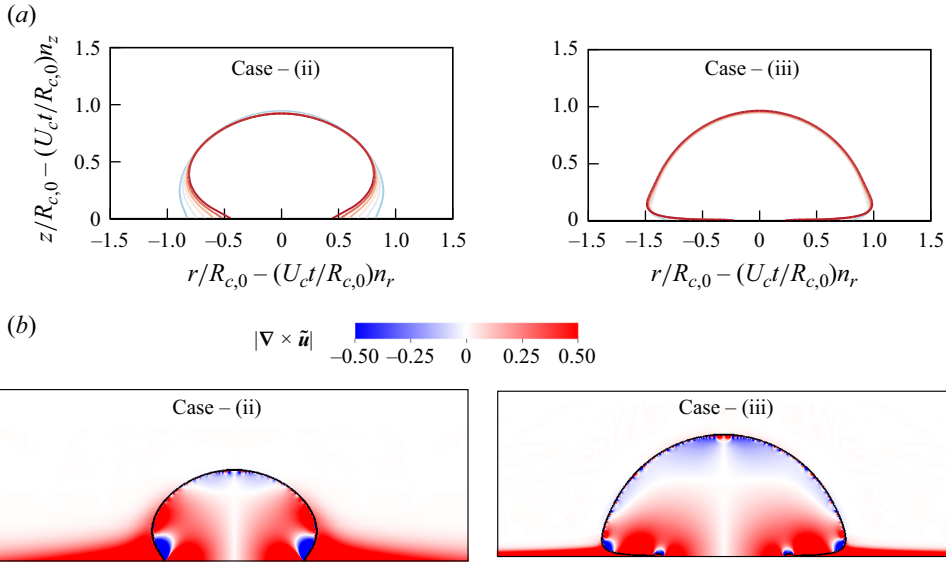 (a)
z/R_{c,0} – (U_c t/R_{c,0})n_z
1.5
1.0
0.5
0
Case – (ii)
–1.5 –1.0 –0.5 0 0.5 1.0 1.5
r/R_{c,0} – (U_c t/R_{c,0})n_r
1.5
1.0
0.5
0
Case – (iii)
–1.5 –1.0 –0.5 0 0.5 1.0 1.5
r/R_{c,0} – (U_c t/R_{c,0})n_r
(b)
|∇ × ũ|
–0.50 –0.25 0 0.25 0.50
Case – (ii)
Case – (iii)